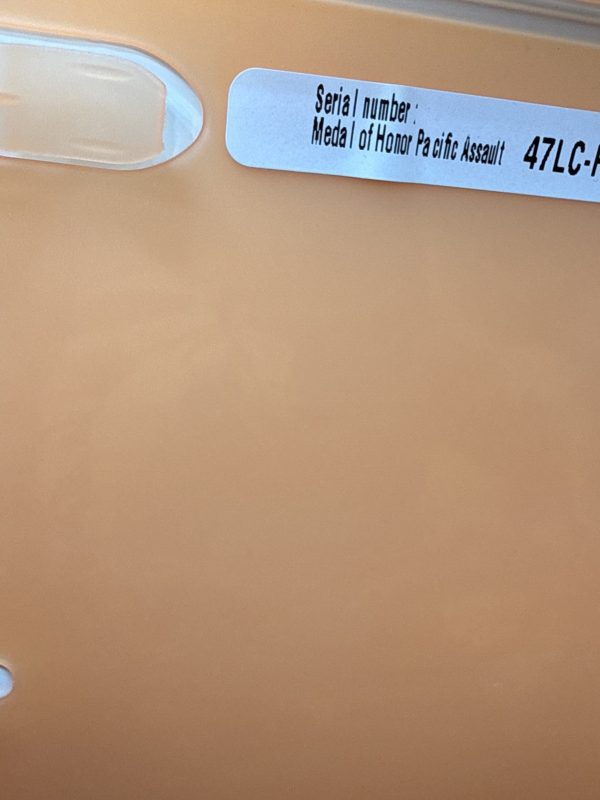 Serial number:
Medal of Honor Pacific Assault 47LC-